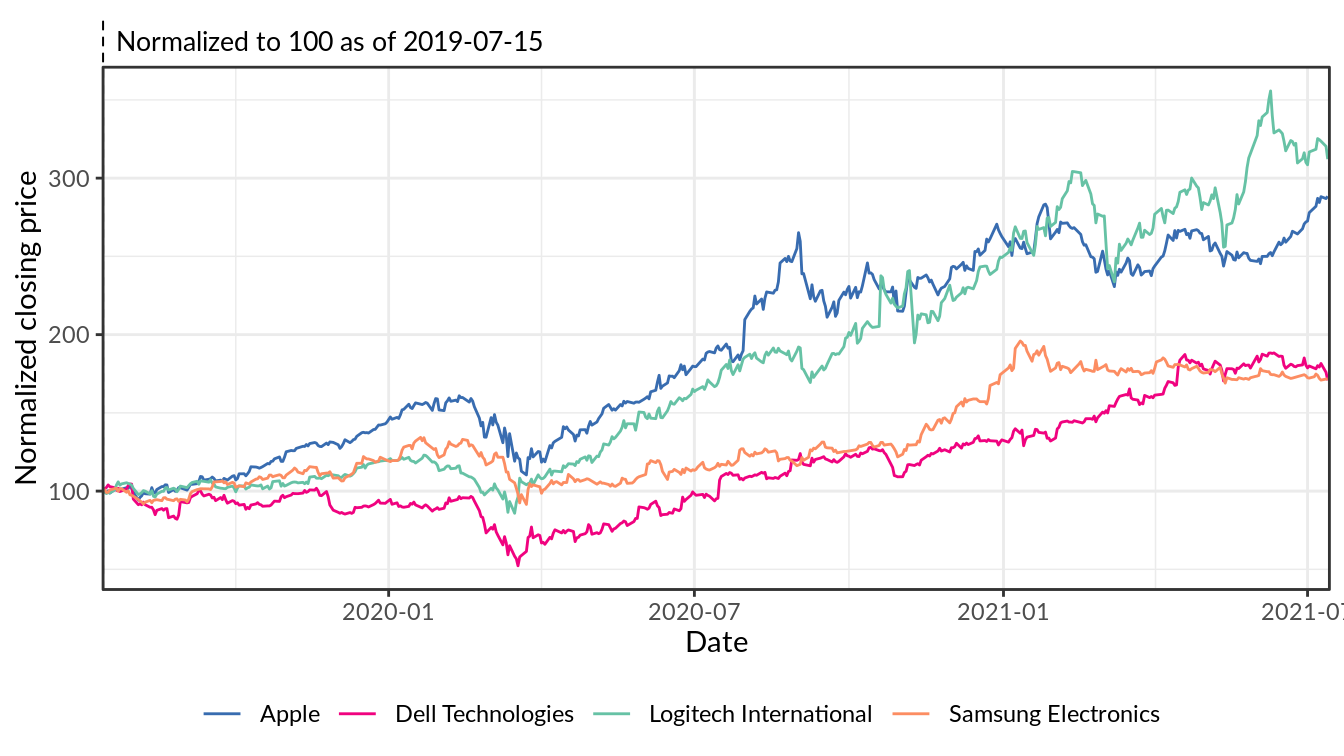 Normalized to 100 as of 2019-07-15
Normalized closing price
300
200
100
2020-01
2020-07
2021-01
2021-07
Date
Apple
Dell Technologies
Logitech International
Samsung Electronics